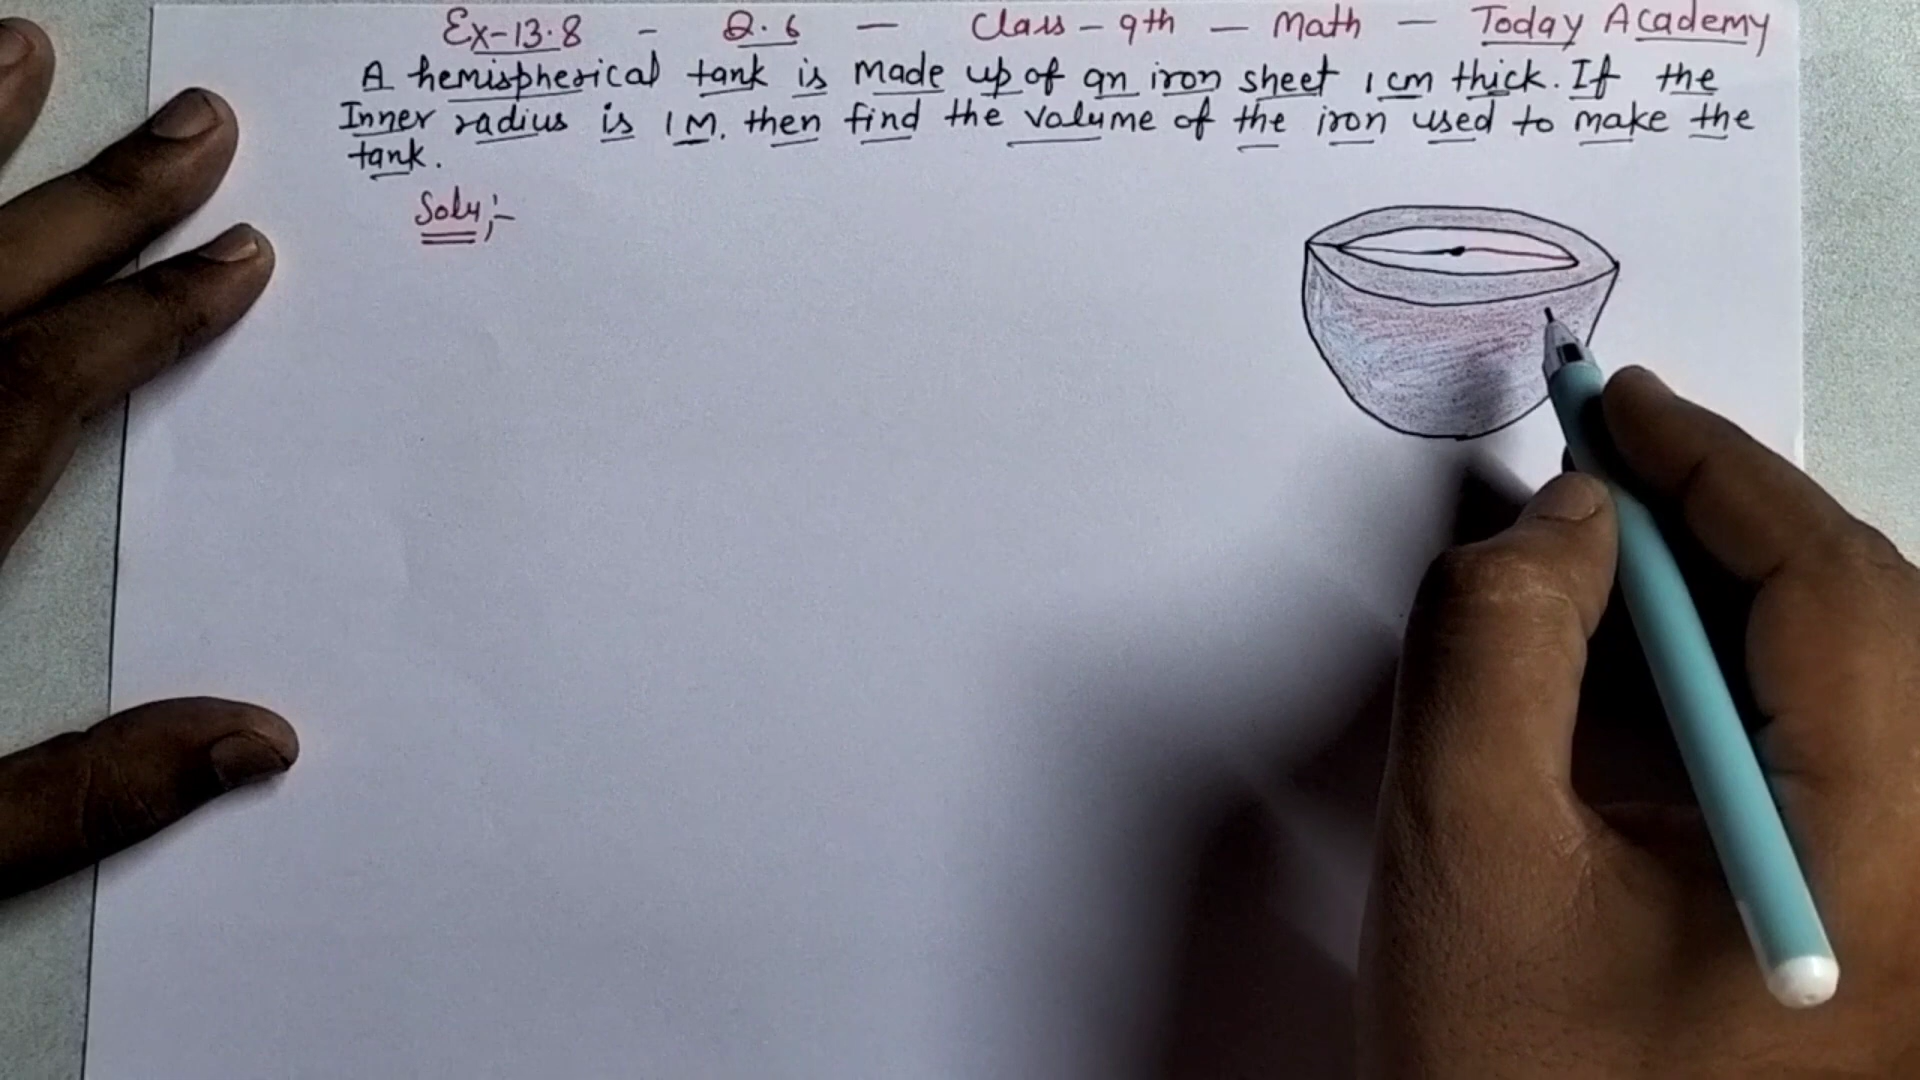 Ex-13.8 - Q.6 - Class-9th - Math - Today Academy
A hemispherical tank is made up of an iron sheet 1 cm thick. If the
Inner radius is 1 M. then find the volume of the iron used to make the
tank.
Solu;-